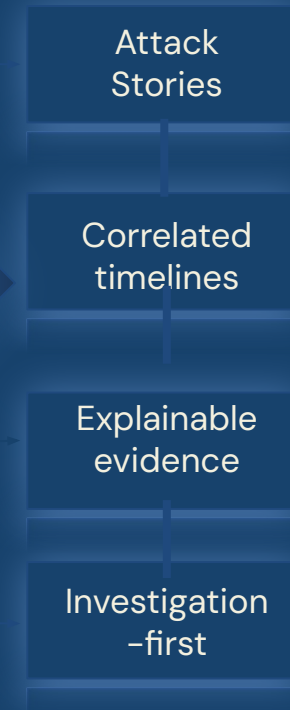 Attack
Stories
Correlated
timelines
Explainable
evidence
Investigation
-first